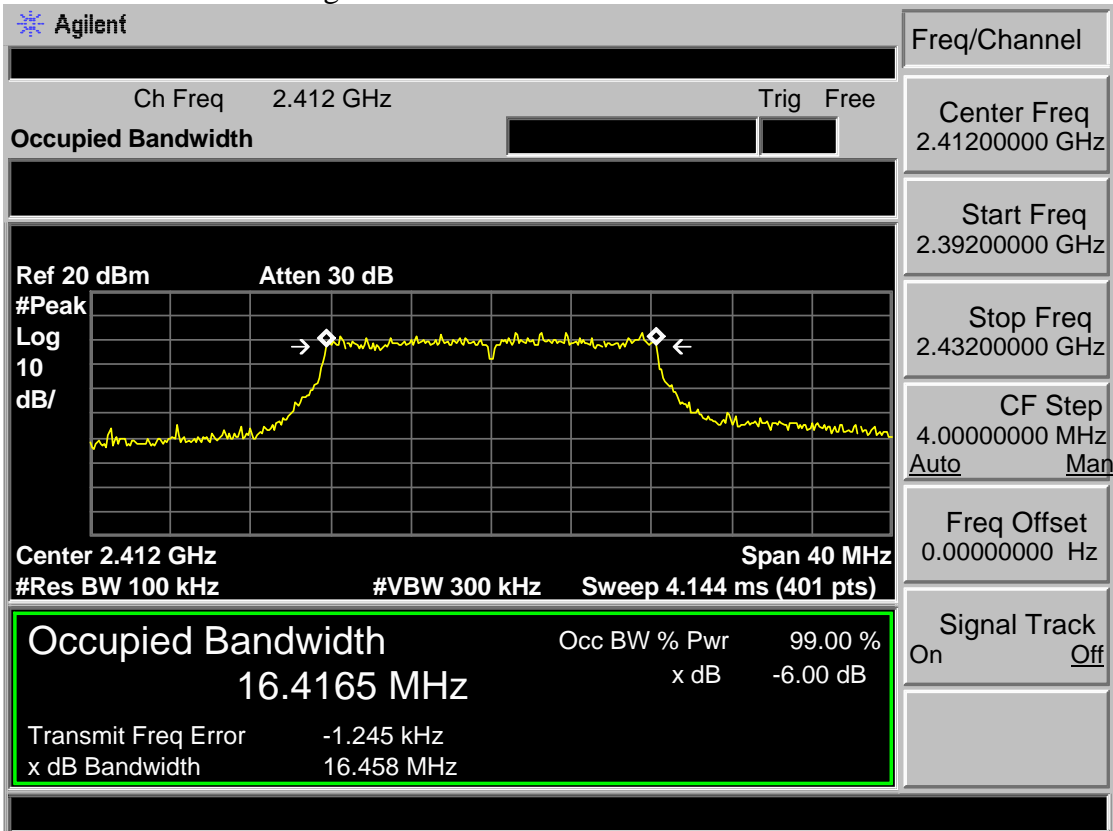 Agilent
Freq/Channel
Ch Freq 2.412 GHz Trig Free
Occupied Bandwidth
Center Freq
2.41200000 GHz
Start Freq
2.39200000 GHz
Stop Freq
2.43200000 GHz
CF Step
4.00000000 MHz
Auto Man
Freq Offset
0.00000000 Hz
Signal Track
On Off
Ref 20 dBm Atten 30 dB
#Peak
Log
10
dB/
Center 2.412 GHz Span 40 MHz
#Res BW 100 kHz #VBW 300 kHz Sweep 4.144 ms (401 pts)
Occupied Bandwidth Occ BW % Pwr 99.00 %
16.4165 MHz x dB -6.00 dB
Transmit Freq Error -1.245 kHz
x dB Bandwidth 16.458 MHz